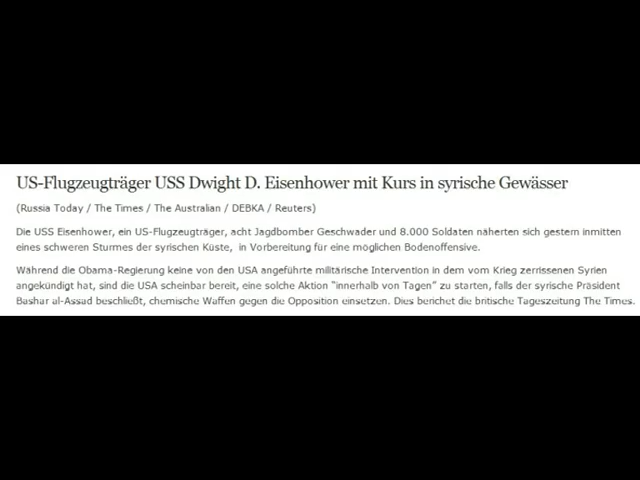 US-Flugzeugträger USS Dwight D. Eisenhower mit Kurs in syrische Gewässer
(Russia Today / The Times / The Australian / DEBKA / Reuters)
Die USS Eisenhower, ein US-Flugzeugträger, acht Jagdbomber Geschwader und 8.000 Soldaten näherten sich gestern inmitten
eines schweren Sturmes der syrischen Küste, in Vorbereitung für eine möglichen Bodenoffensive.
Während die Obama-Regierung keine von den USA angeführte militärische Intervention in dem vom Krieg zerrissenen Syrien
angekündigt hat, sind die USA scheinbar bereit, eine solche Aktion "innerhalb von Tagen" zu starten, falls der syrische Präsident
Bashar al-Assad beschließt, chemische Waffen gegen die Opposition einsetzen. Dies berichet die britische Tageszeitung The Times.